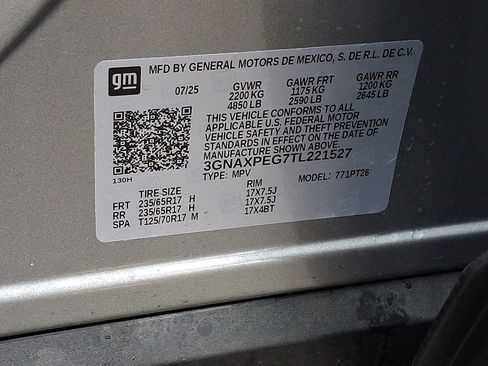 gm MFD BY GENERAL MOTORS DE MEXICO, S. DE R.L. DE C.V.
07/25 GVWR GAWR FRT GAWR RR
2200 KG 1175 KG 1200 KG
4850 LB 2590 LB 2645 LB
THIS VEHICLE CONFORMS TO ALL
APPLICABLE U.S. FEDERAL MOTOR
VEHICLE SAFETY AND THEFT PREVENTION
STANDARDS IN EFFECT ON THE DATE OF
MANUFACTURE SHOWN ABOVE.
3GNAXPEG7TL221527
130H TYPE: MPV MODEL: 771PT26
TIRE SIZE RIM
FRT 235/65R17 H 17X7.5J
RR 235/65R17 H 17X7.5J
SPA T125/70R17 M 17X4BT